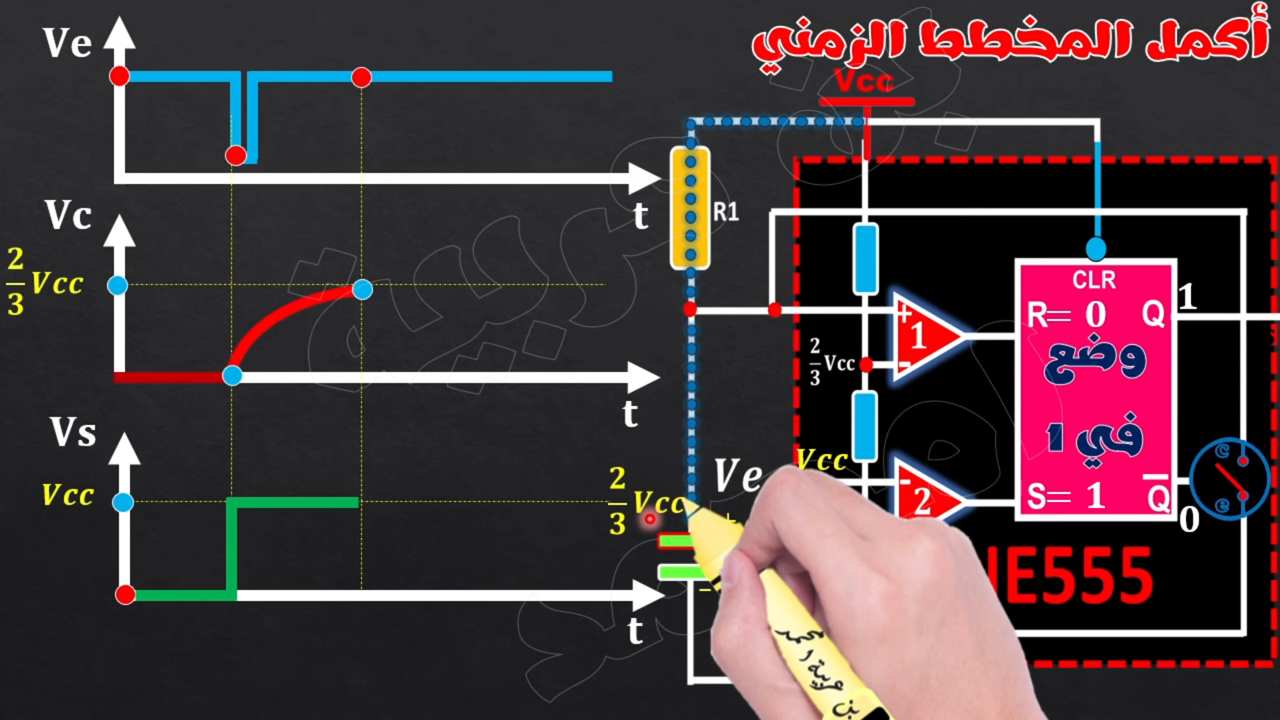 أكمل المخطط الزمني
Ve
t
Vc
2/3 Vcc
t
Vs
Vcc
t
Vcc
R1
CLR
R= 0
Q
1
وضع
في 1
S= 1
Q̅
0
+
1
-
2/3 Vcc
-
2
Vcc
Ve
2/3 Vcc
+
-
c
e
NE555